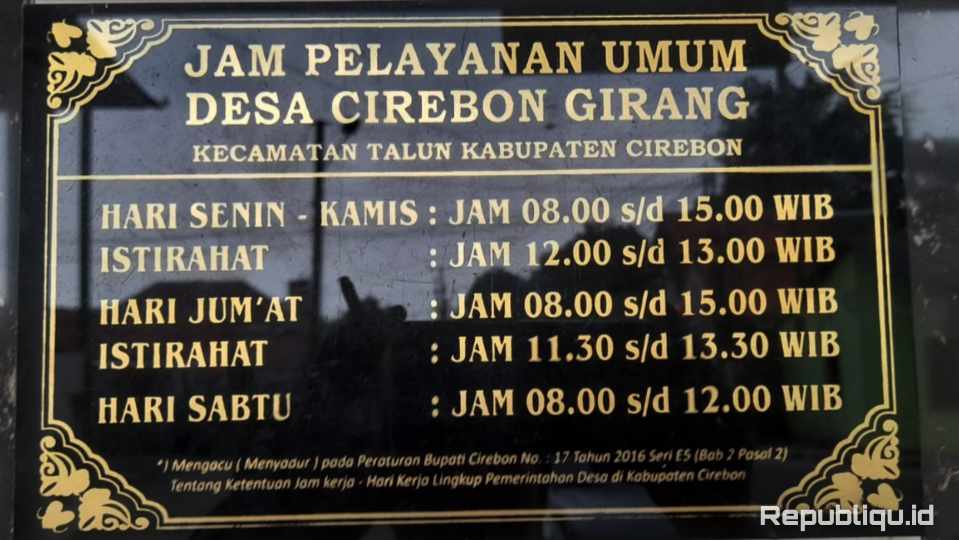 JAM PELAYANAN UMUM
DESA CIREBON GIRANG
KECAMATAN TALUN KABUPATEN CIREBON
HARI SENIN - KAMIS : JAM 08.00 s/d 15.00 WIB
ISTIRAHAT : JAM 12.00 s/d 13.00 WIB
HARI JUM'AT : JAM 08.00 s/d 15.00 WIB
ISTIRAHAT : JAM 11.30 s/d 13.30 WIB
HARI SABTU : JAM 08.00 s/d 12.00 WIB
*) Mengacu ( Menyadur ) pada Peraturan Bupati Cirebon No. : 17 Tahun 2016 Seri E5 (Bab 2 Pasal 2)
Tentang Ketentuan Jam kerja - Hari Kerja Lingkup Pemerintahan Desa di Kabupaten Cirebon
Republiqu.id